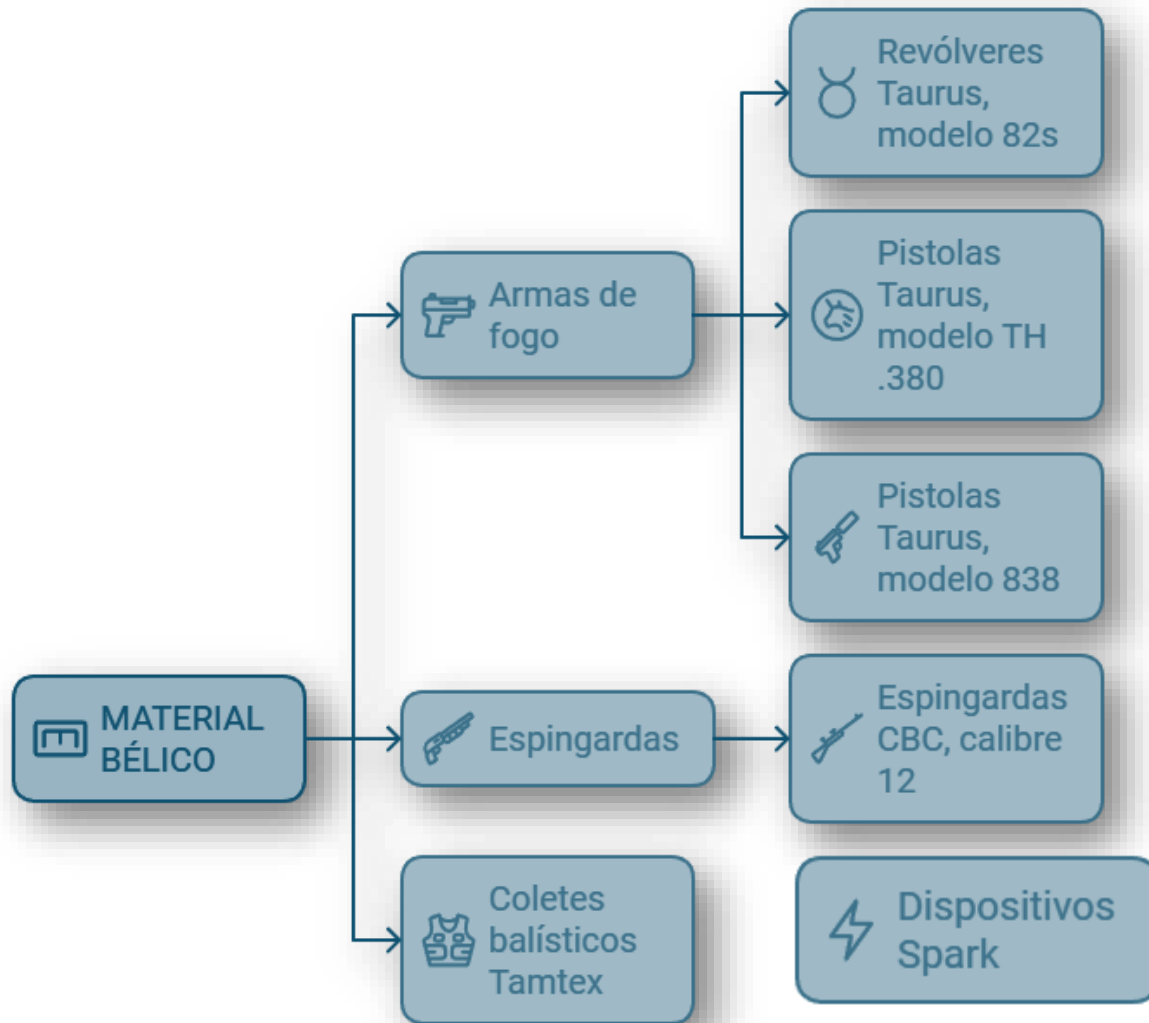 Revólveres
Taurus,
modelo 82s
Pistolas
Taurus,
modelo TH
.380
Armas de
fogo
Pistolas
Taurus,
modelo 838
MATERIAL
BÉLICO
Espingardas
Espingardas
CBC, calibre
12
Coletes
balísticos
Tamtex
Dispositivos
Spark